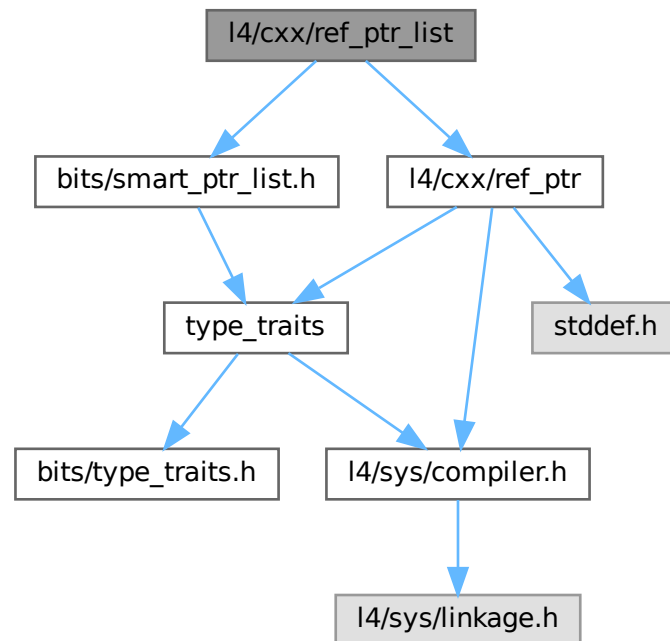 l4/cxx/ref_ptr_list
bits/smart_ptr_list.h
l4/cxx/ref_ptr
type_traits
stddef.h
bits/type_traits.h
l4/sys/compiler.h
l4/sys/linkage.h